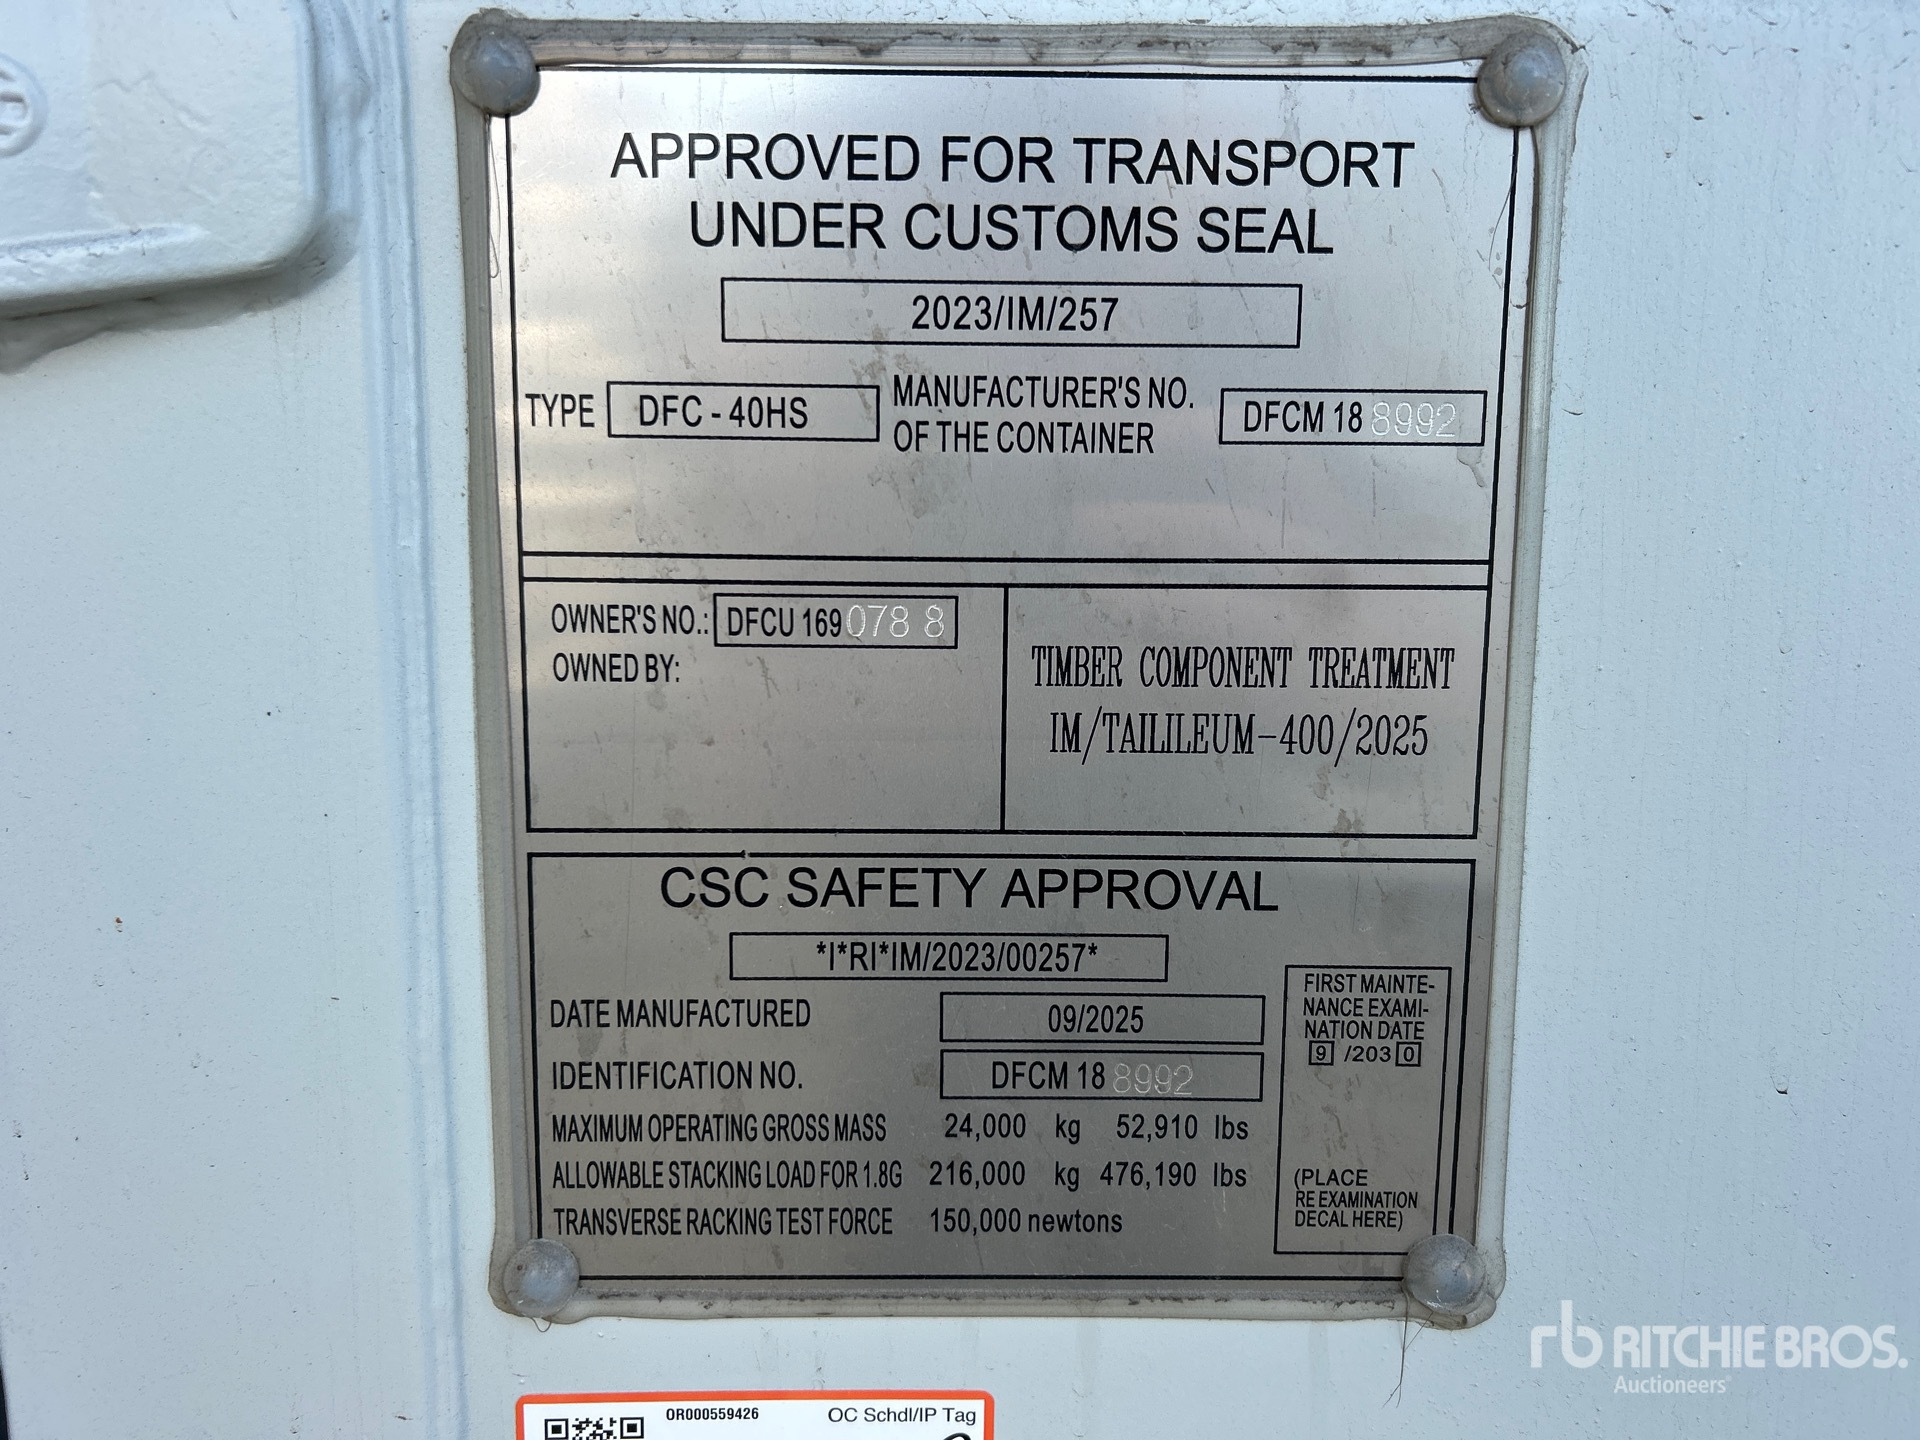 APPROVED FOR TRANSPORT
UNDER CUSTOMS SEAL
2023/IM/257
TYPE DFC - 40HS
MANUFACTURER'S NO.
OF THE CONTAINER
DFCM 18 8992
OWNER'S NO.: DFCU 169 078 8
OWNED BY:
TIMBER COMPONENT TREATMENT
IM/TAILILEUM-400/2025
CSC SAFETY APPROVAL
*I*RI*IM/2023/00257*
DATE MANUFACTURED 09/2025
IDENTIFICATION NO. DFCM 18 8992
MAXIMUM OPERATING GROSS MASS 24,000 kg 52,910 lbs
ALLOWABLE STACKING LOAD FOR 1.8G 216,000 kg 476,190 lbs
TRANSVERSE RACKING TEST FORCE 150,000 newtons
FIRST MAINTE-
NANCE EXAMI-
NATION DATE
9 /203 0
(PLACE
RE EXAMINATION
DECAL HERE)
OR000559426
OC Schdl/IP Tag
rb RITCHIE BROS.
Auctioneers